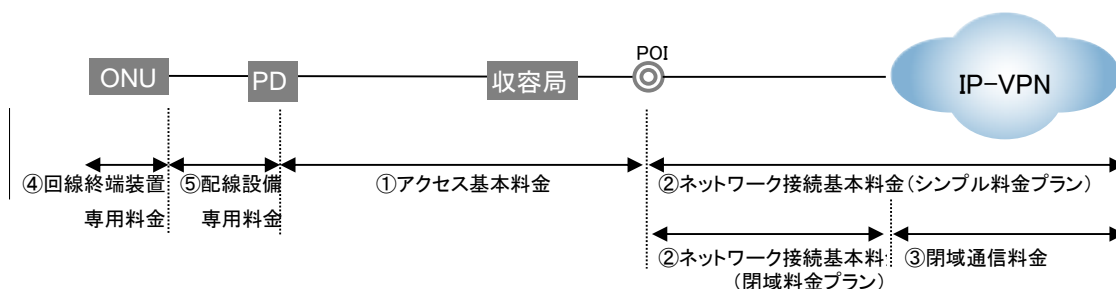 POI
ONU
PD
収容局
IP-VPN
④回線終端装置
専用料金
⑤配線設備
専用料金
①アクセス基本料金
②ネットワーク接続基本料金(シンプル料金プラン)
②ネットワーク接続基本料
(閉域料金プラン)
③閉域通信料金